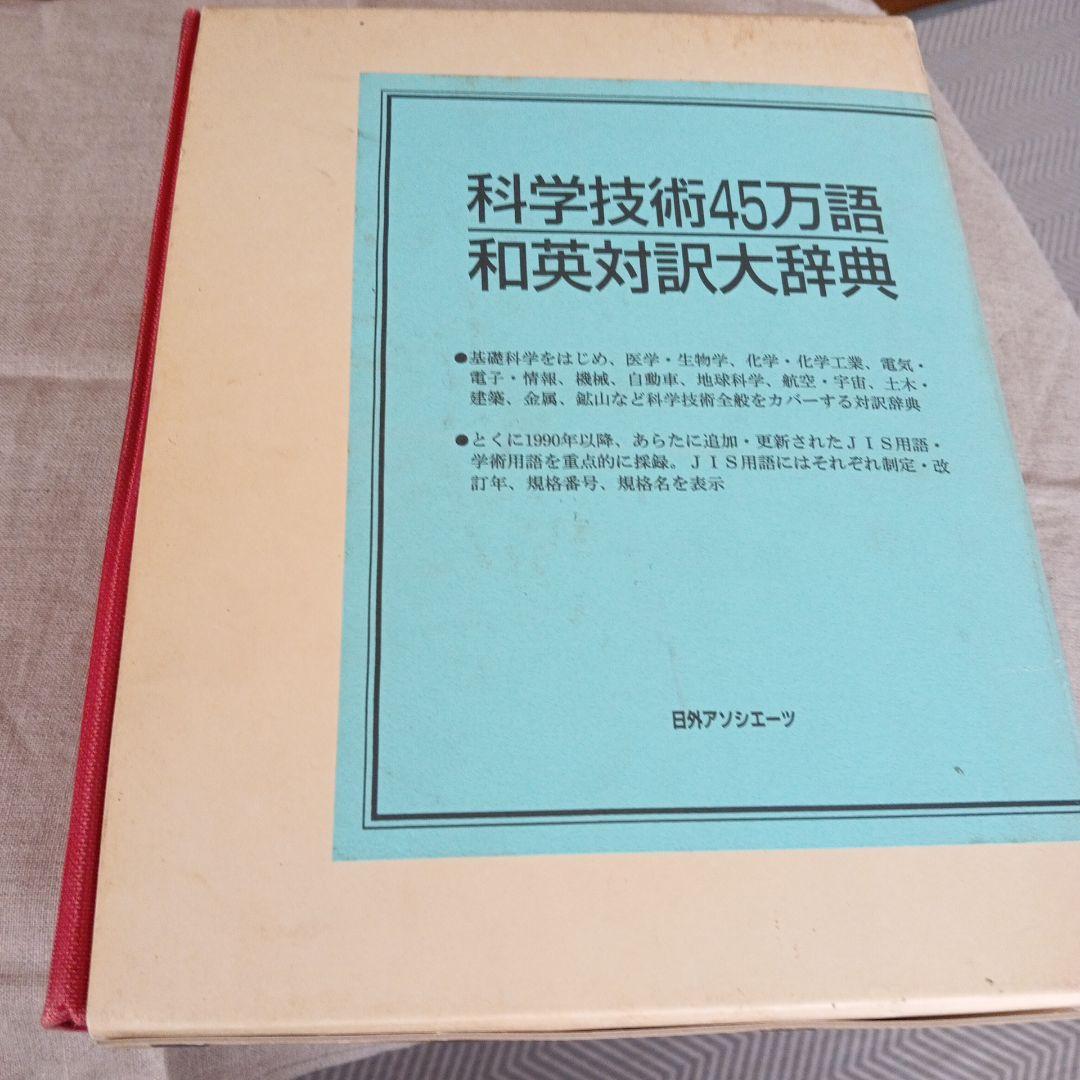 科学技術45万語
和英対訳大辞典
●基礎科学をはじめ、医学・生物学、化学・化学工業、電気・
電子・情報、機械、自動車、地球科学、航空・宇宙、土木・
建築、金属、鉱山など科学技術全般をカバーする対訳辞典
●とくに1990年以降、あらたに追加・更新されたJIS用語・
学術用語を重点的に採録。JIS用語にはそれぞれ制定・改
訂年、規格番号、規格名を表示
日外アソシエーツ